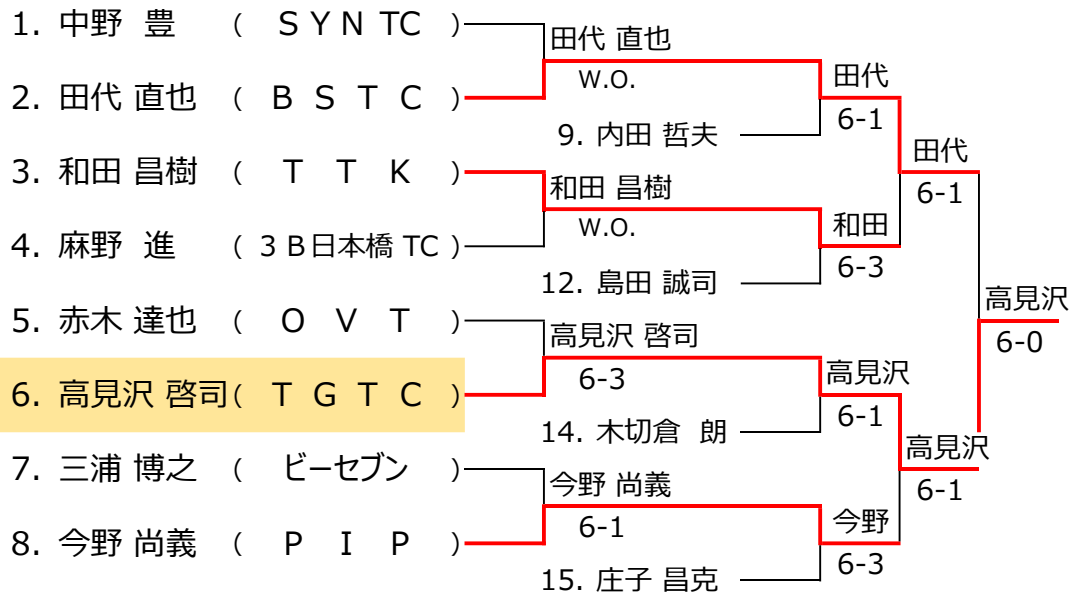 1. 中野 豊 ( S Y N TC )
2. 田代 直也 ( B S T C )
3. 和田 昌樹 ( T T K )
4. 麻野 進 ( 3 B日本橋 TC )
5. 赤木 達也 ( O V T )
6. 高見沢 啓司( T G T C )
7. 三浦 博之 ( ビーセブン )
8. 今野 尚義 ( P I P )
田代 直也
W.O.
9. 内田 哲夫
和田 昌樹
W.O.
12. 島田 誠司
高見沢 啓司
6-3
14. 木切倉 朗
今野 尚義
6-1
15. 庄子 昌克
田代
6-1
和田
6-3
高見沢
6-1
今野
6-3
田代
6-1
高見沢
6-1
高見沢
6-0